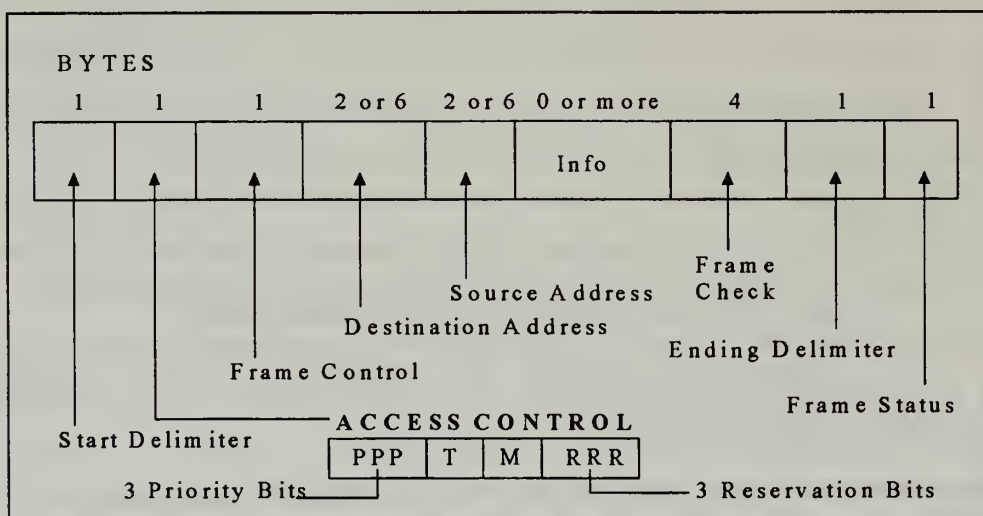 BYTES
1 1 1 2 or 6 2 or 6 0 or more 4 1 1
Info
Frame
Check
Source Address
Destination Address
Ending Delimiter
Frame Control
Frame Status
ACCESS CONTROL
Start Delimiter
PPP T M RRR
3 Priority Bits
3 Reservation Bits